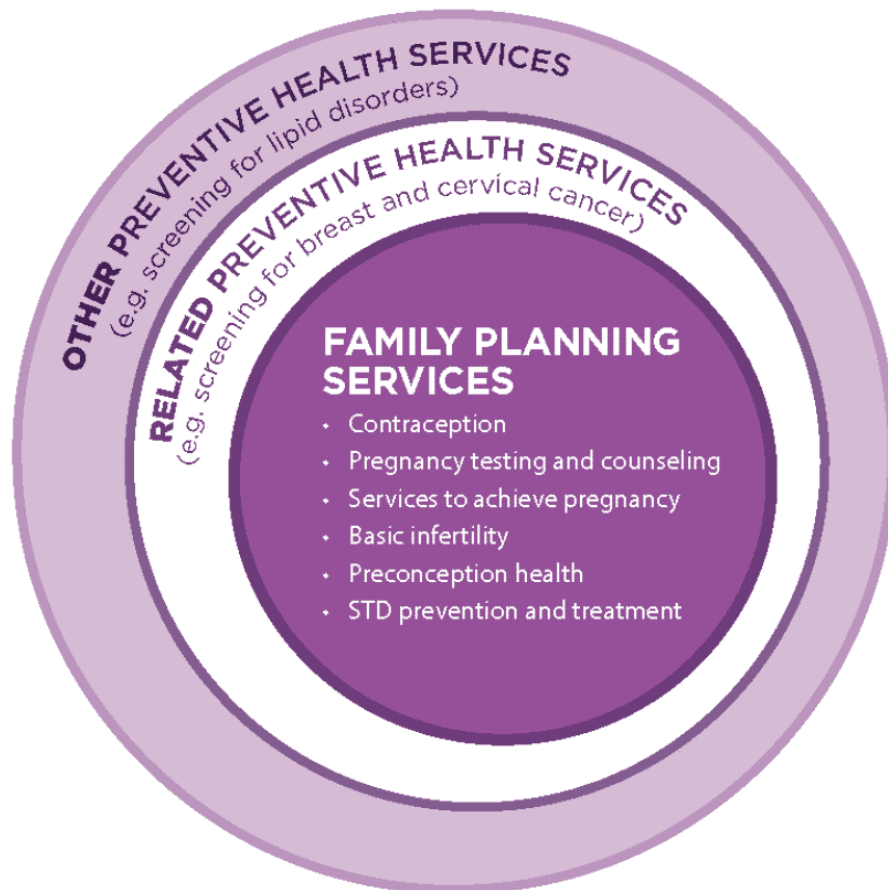 OTHER PREVENTIVE HEALTH SERVICES
(e.g. screening for lipid disorders)
RELATED PREVENTIVE HEALTH SERVICES
(e.g. screening for breast and cervical cancer)
FAMILY PLANNING
SERVICES
• Contraception
• Pregnancy testing and counseling
• Services to achieve pregnancy
• Basic infertility
• Preconception health
• STD prevention and treatment